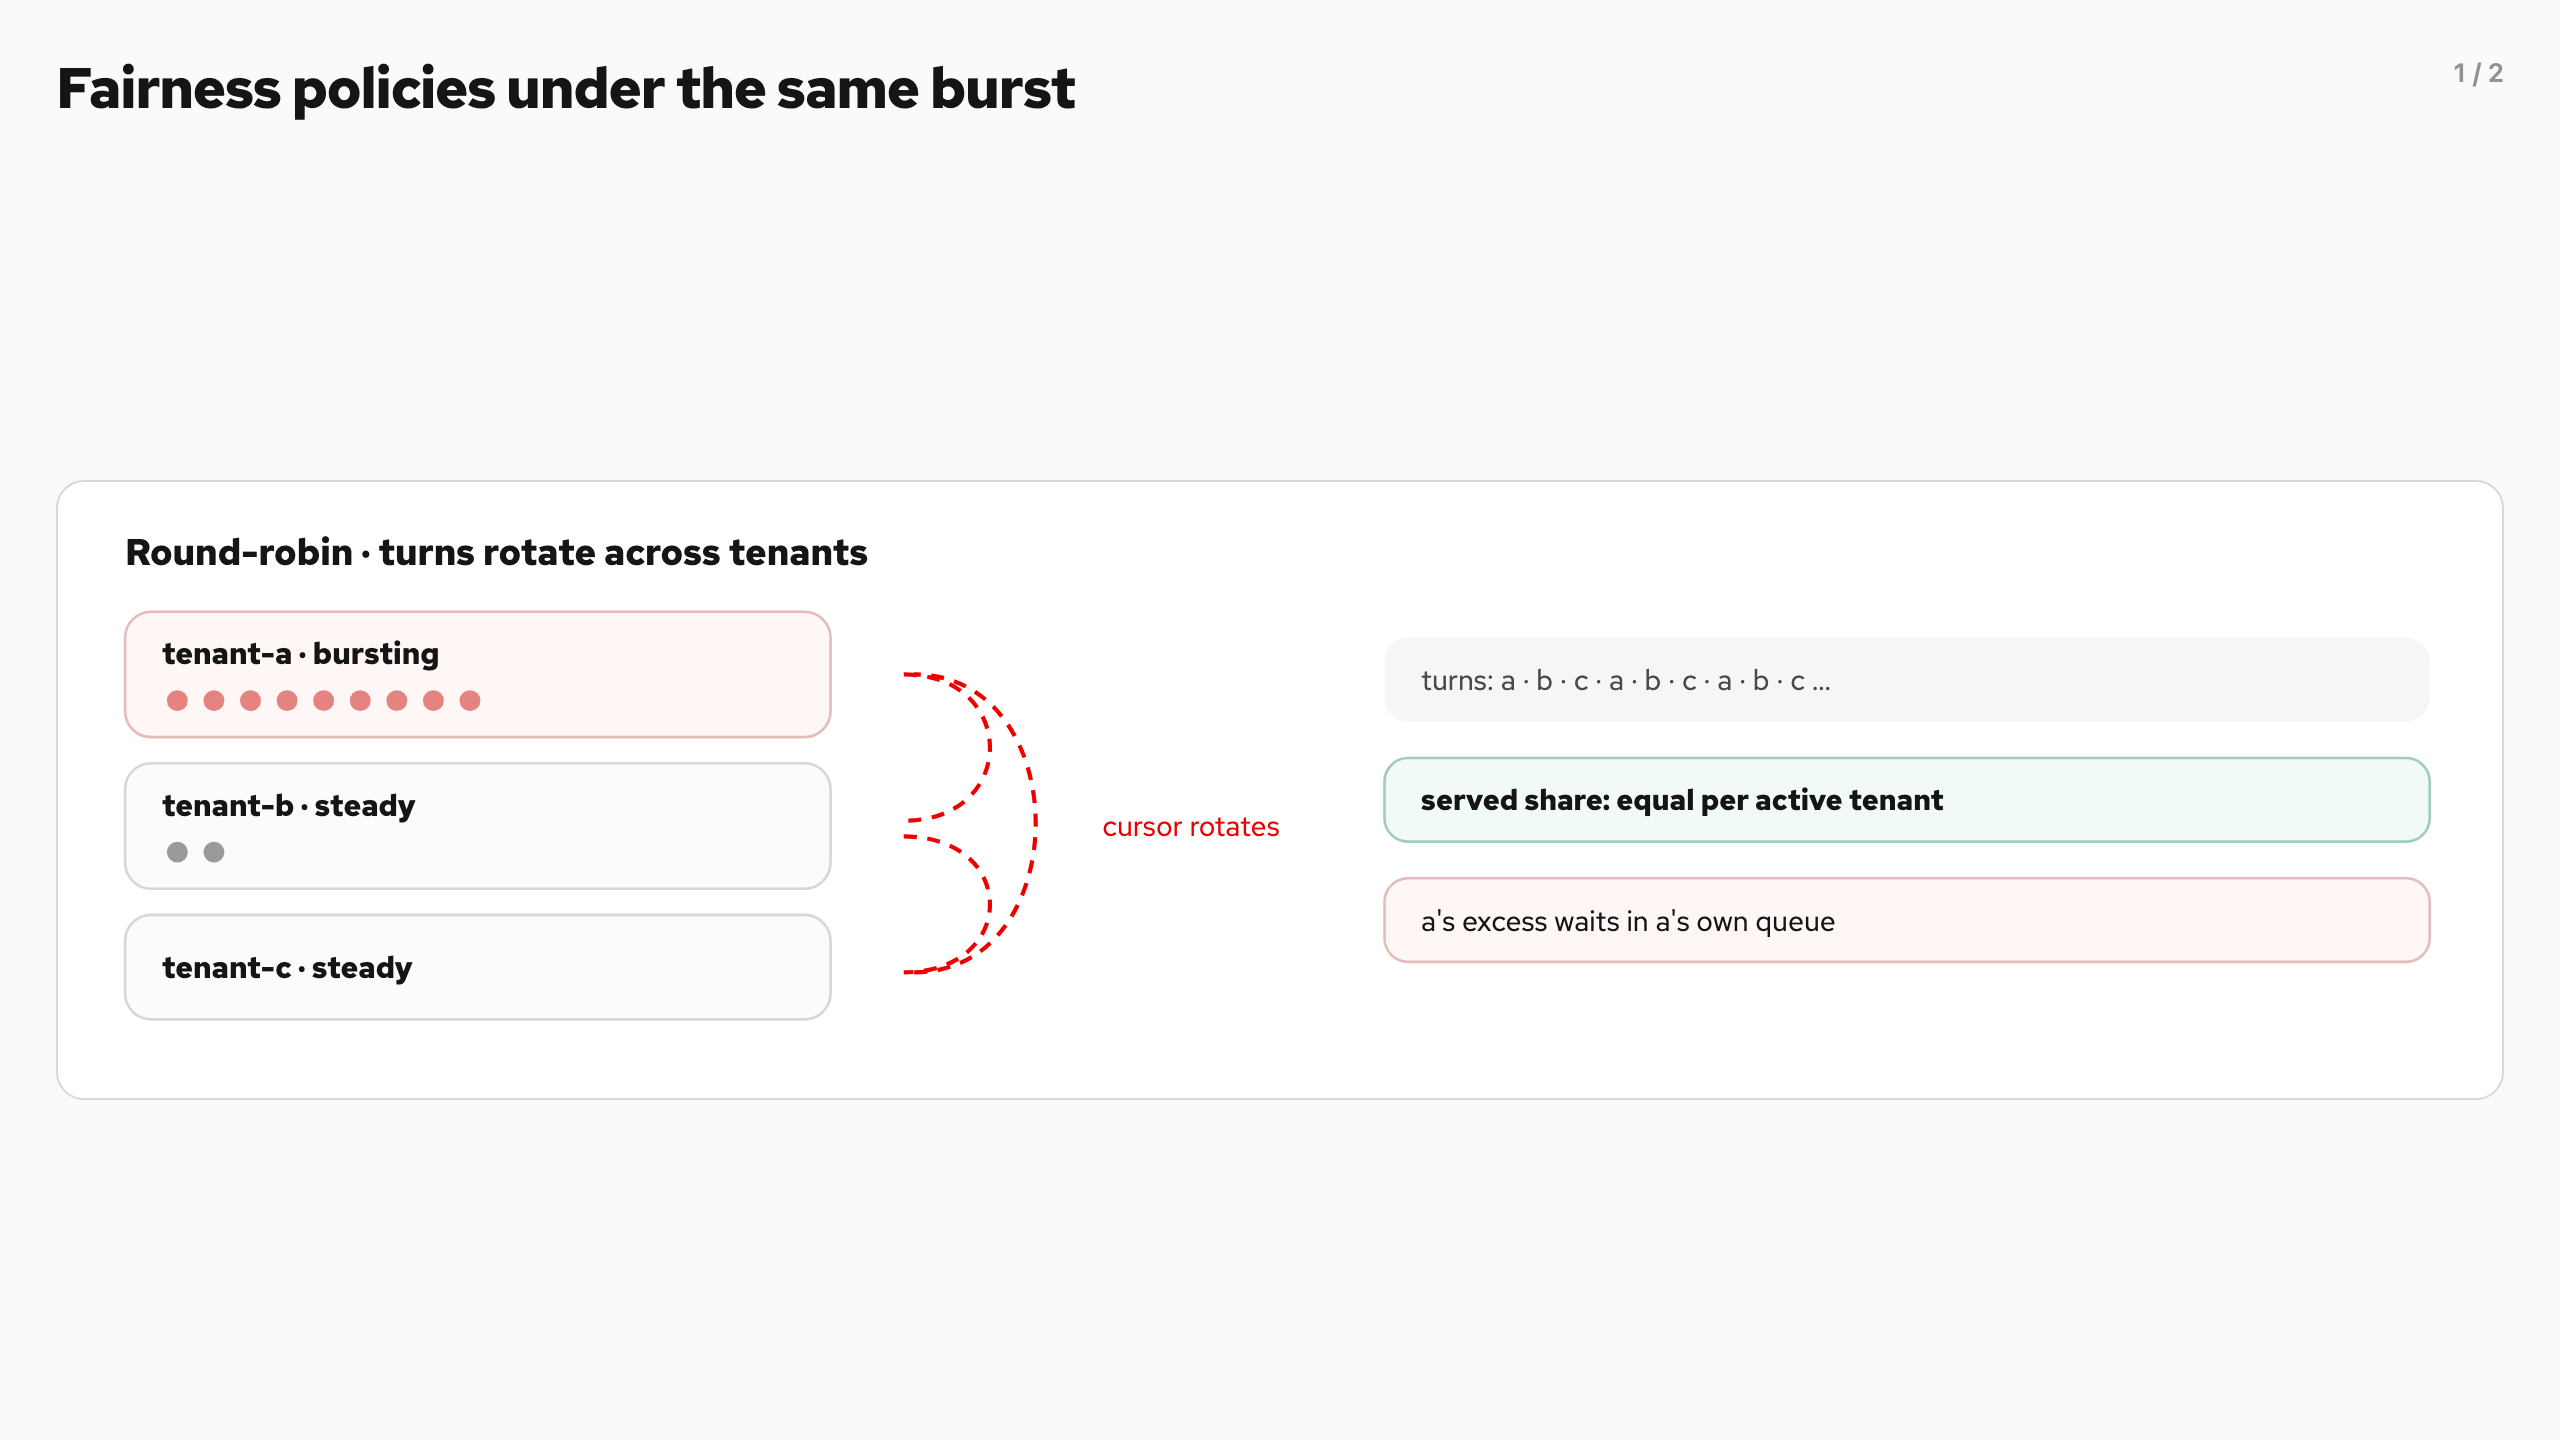 Fairness policies under the same burst
1 / 2
Round-robin · turns rotate across tenants
tenant-a · bursting
tenant-b · steady
tenant-c · steady
cursor rotates
turns: a · b · c · a · b · c · a · b · c ...
served share: equal per active tenant
a's excess waits in a's own queue